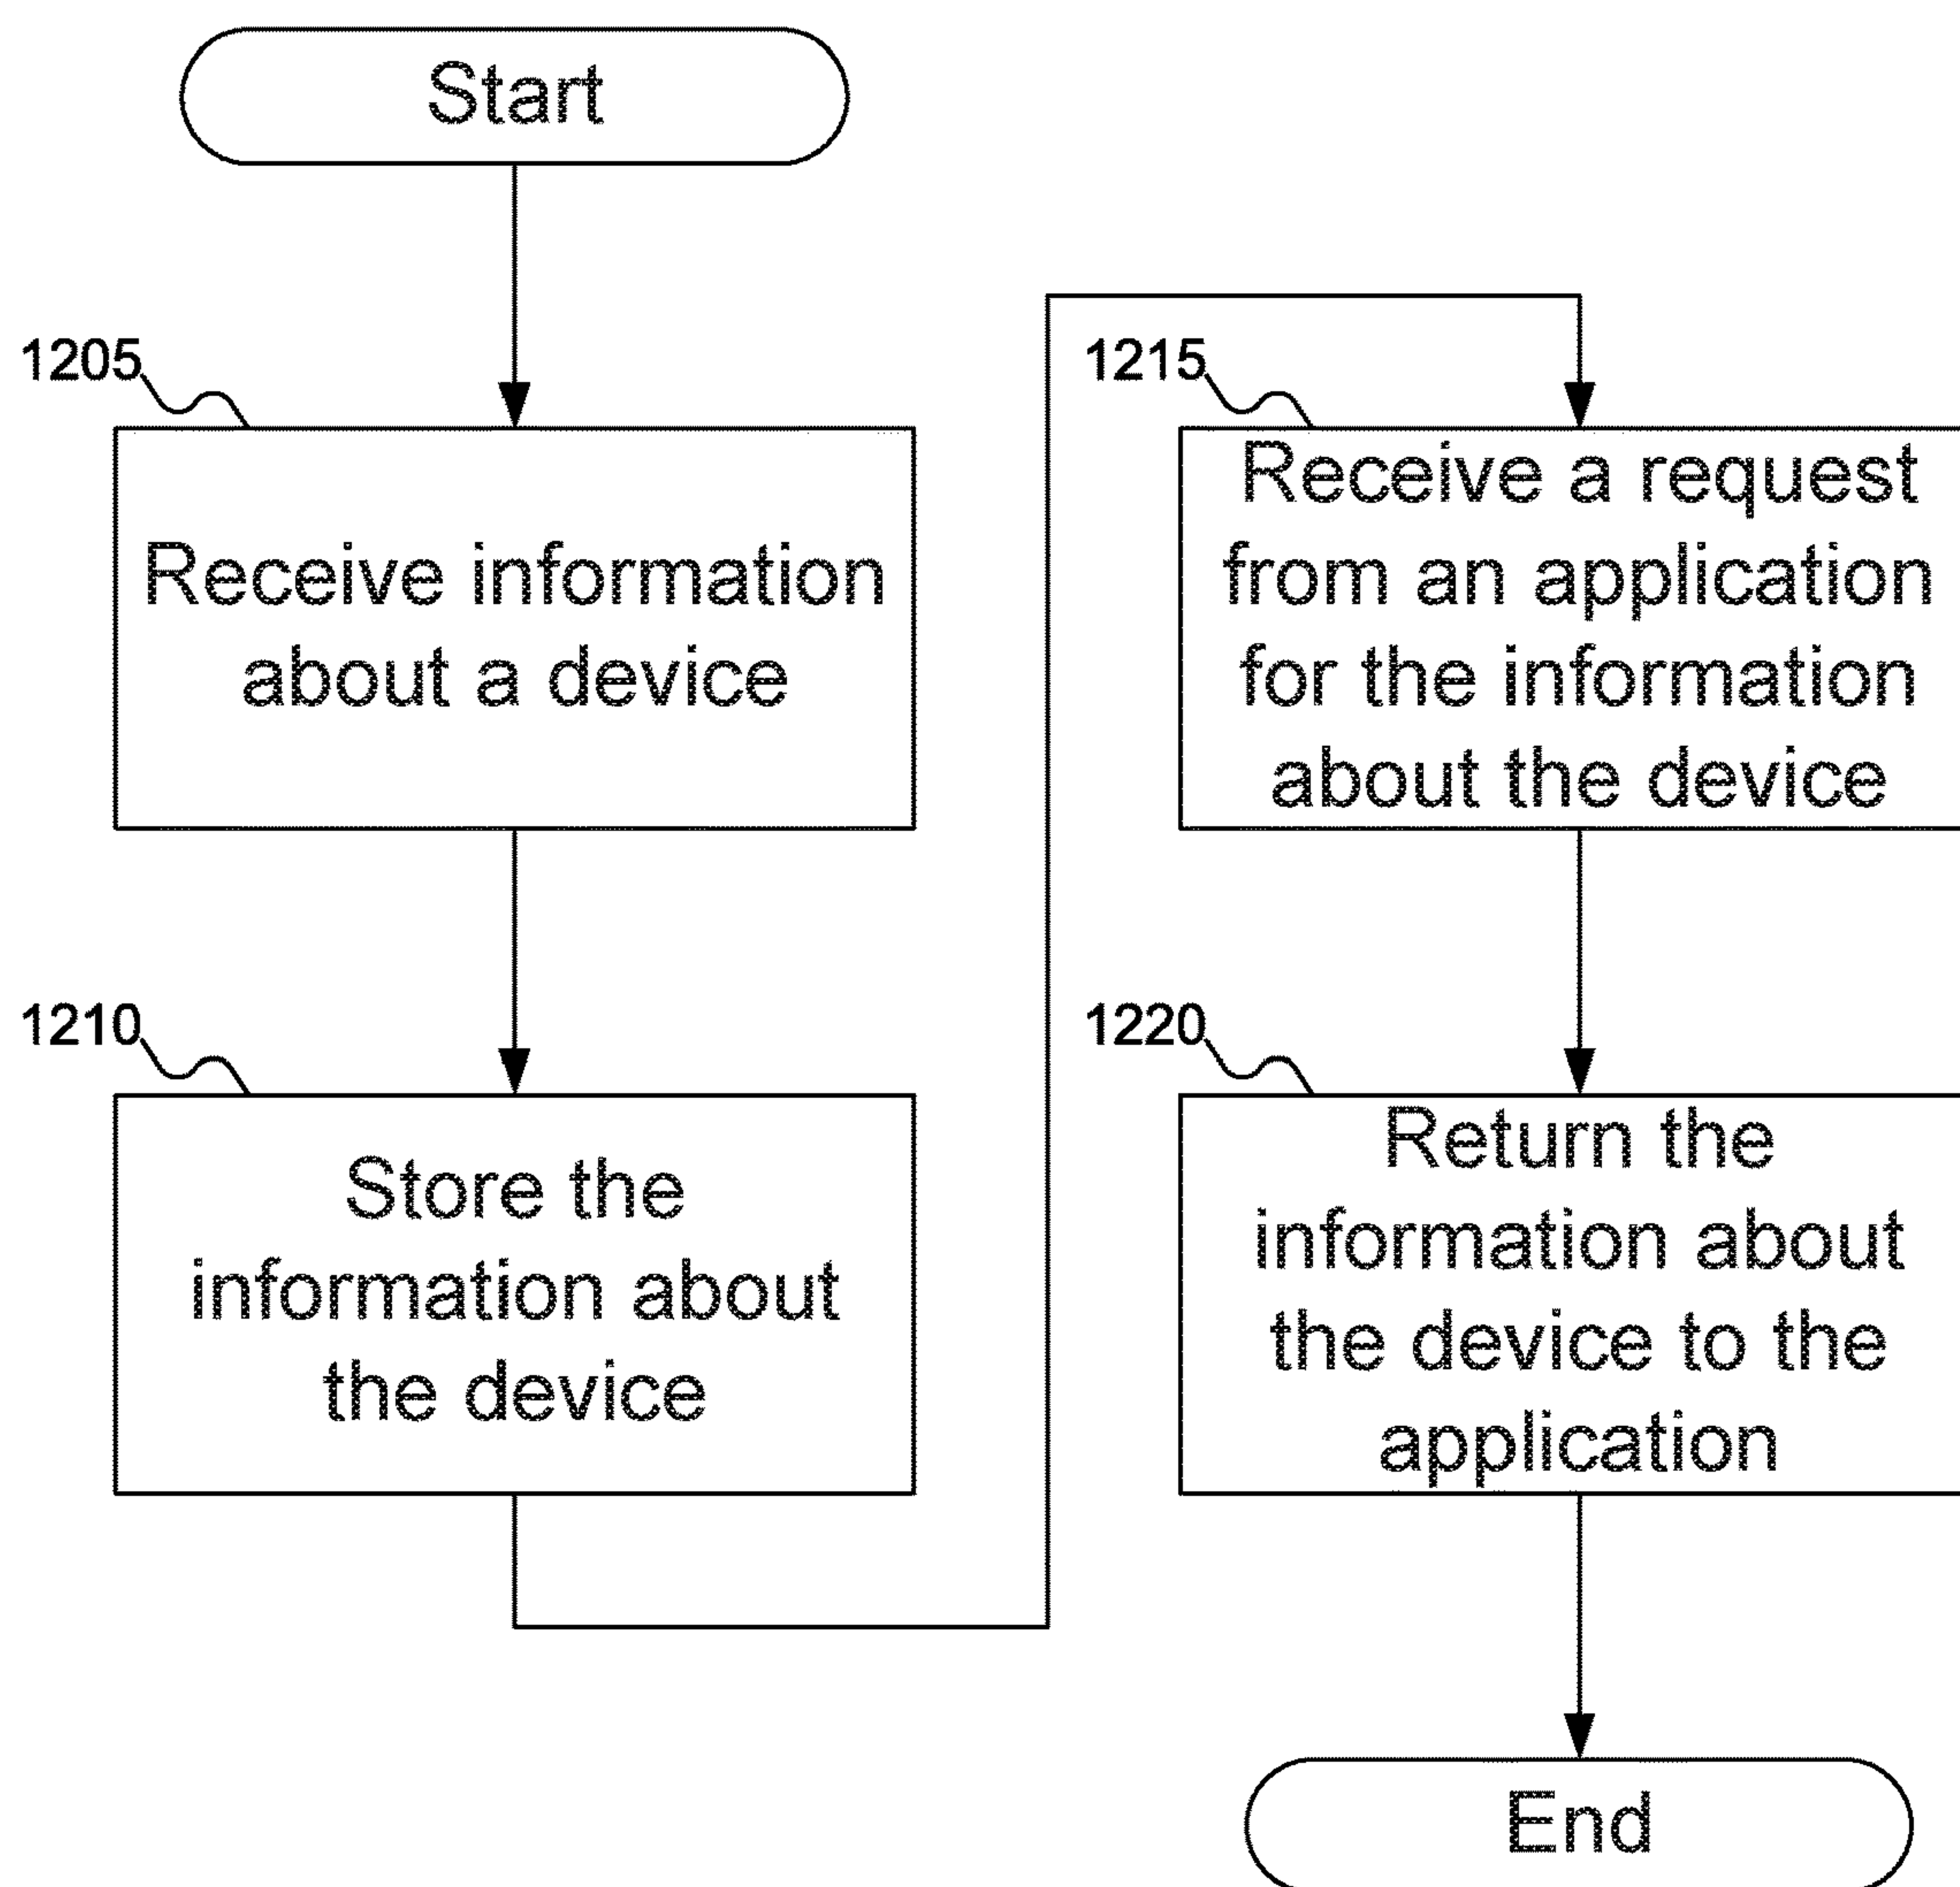 Start
1205
Receive information
about a device
1210
Store the
information about
the device
1215
Receive a request
from an application
for the information
about the device
1220
Return the
information about
the device to the
application
End